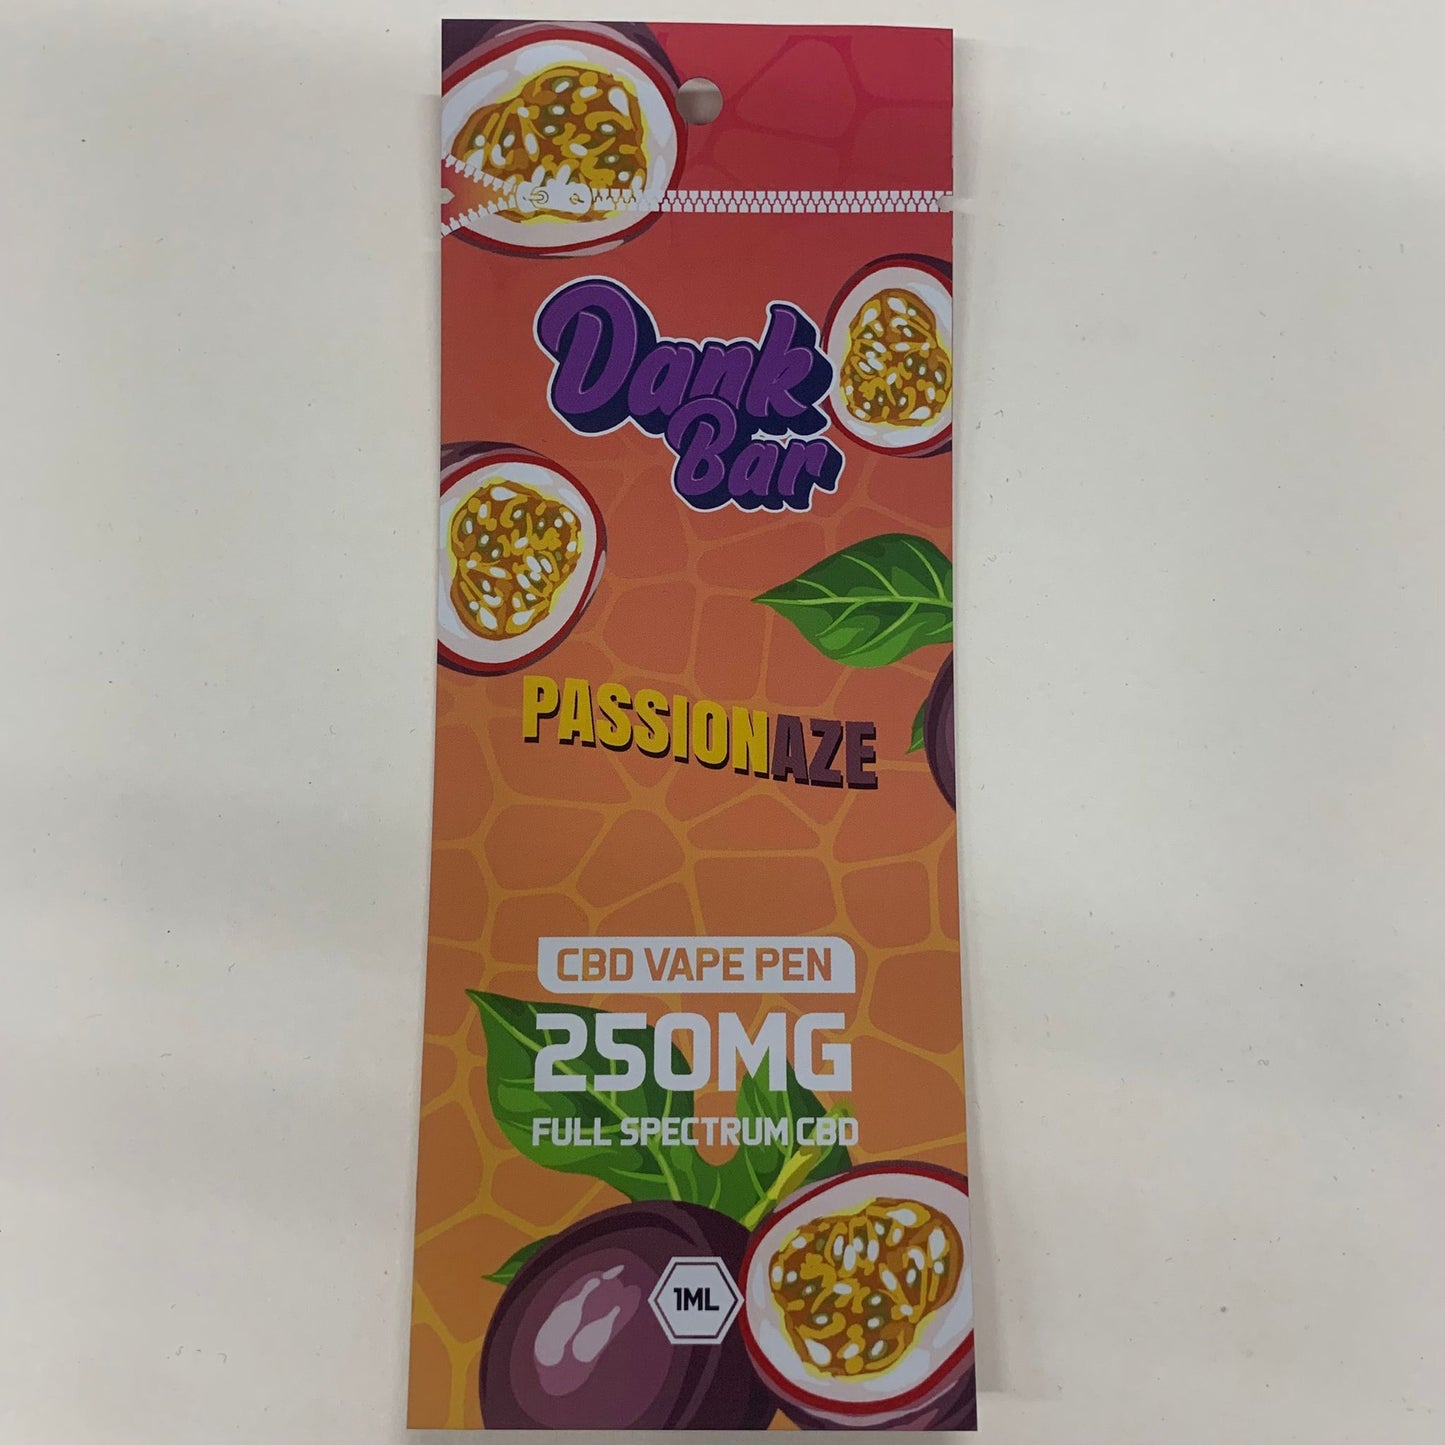 Dank
Bar
PASSIONAZE
CBD VAPE PEN
250MG
FULL SPECTRUM CBD
1ML